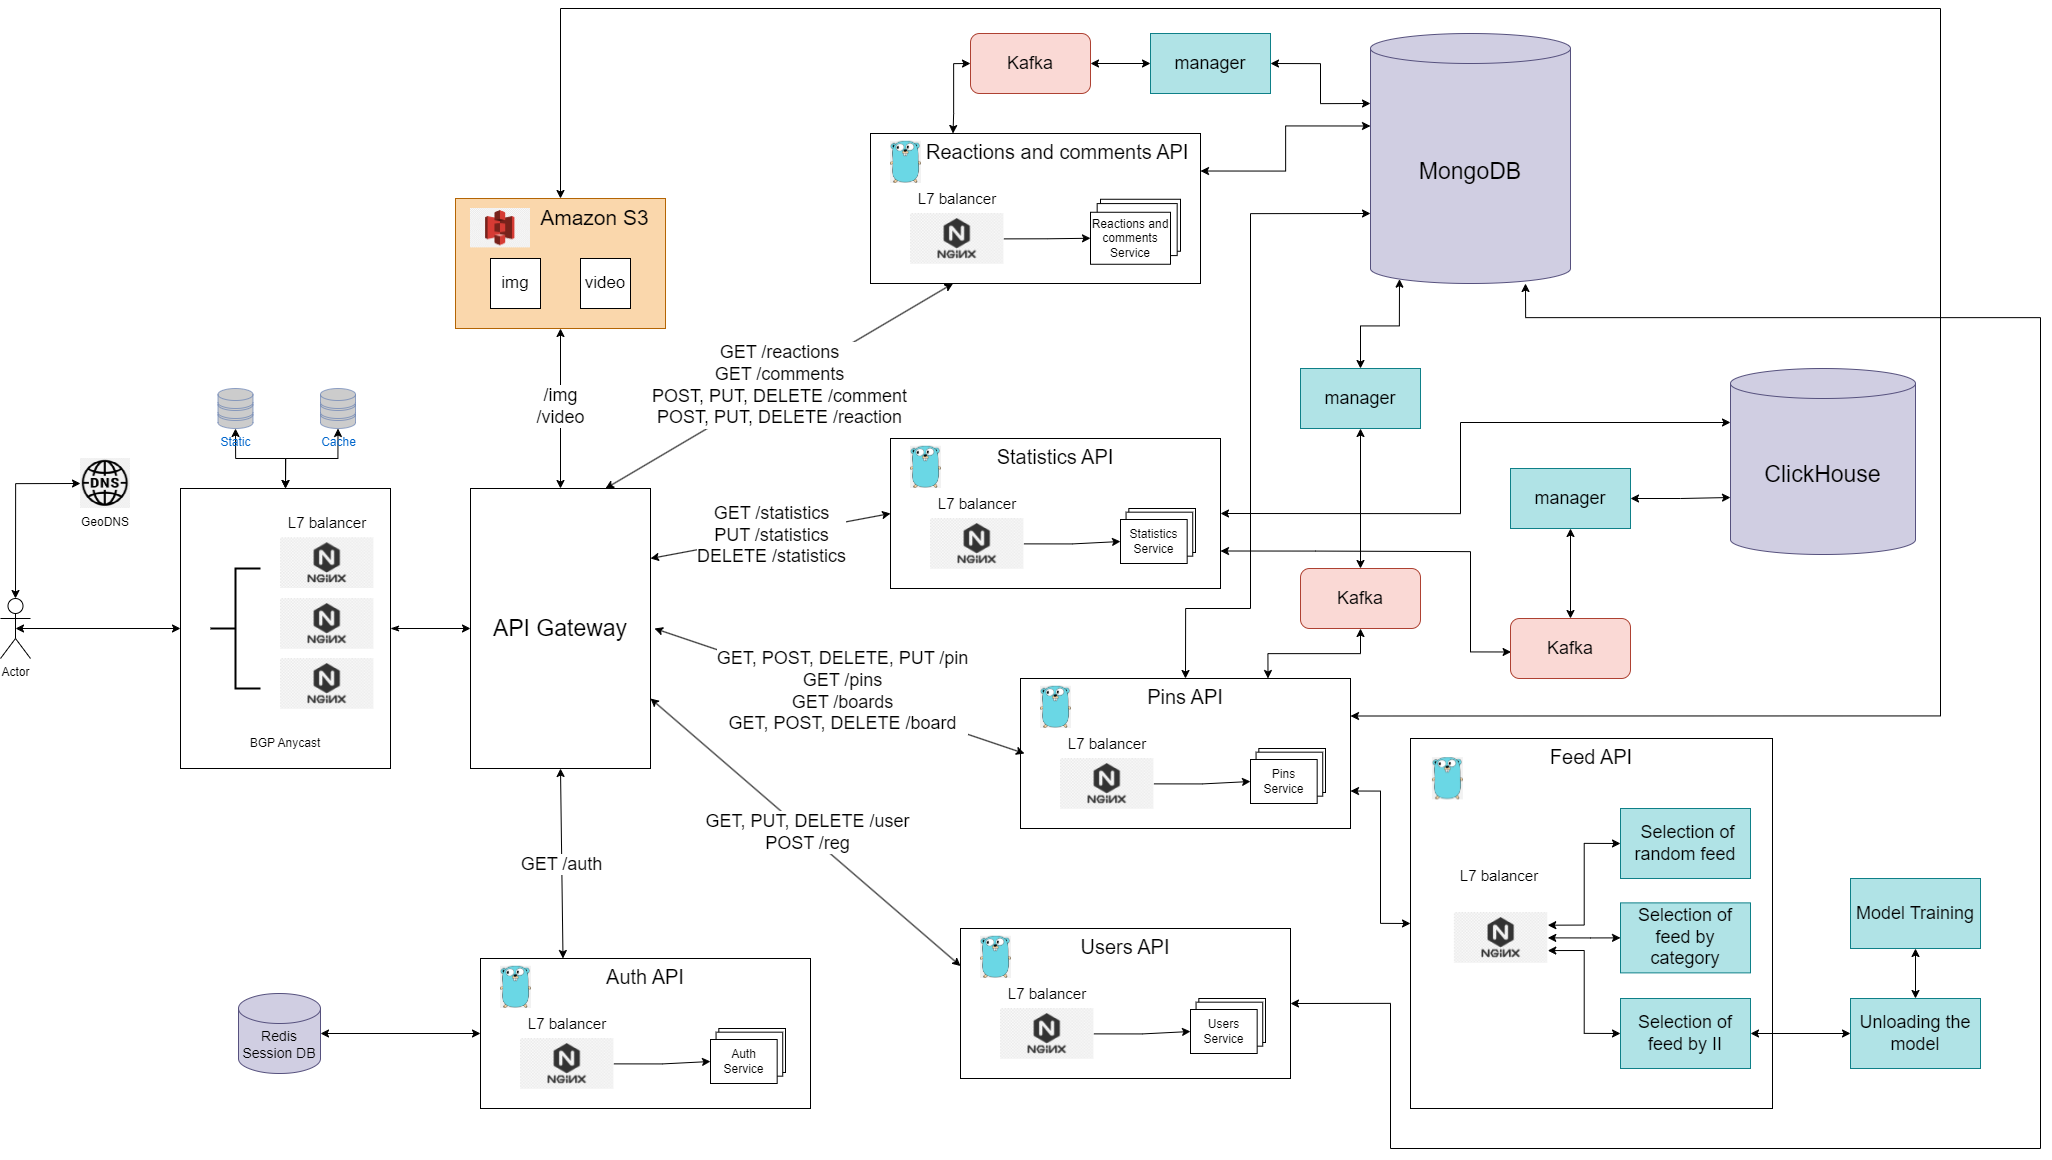 Kafka
manager
MongoDB
Reactions and comments API
L7 balancer
NGINX
Reactions and
comments
Service
Amazon S3
img
video
GET /reactions
GET /comments
POST, PUT, DELETE /comment
POST, PUT, DELETE /reaction
/img
/video
manager
ClickHouse
Static
Cache
DNS
GeoDNS
Statistics API
L7 balancer
NGINX
Statistics
Service
manager
GET /statistics
PUT /statistics
DELETE /statistics
L7 balancer
NGINX
NGINX
NGINX
BGP Anycast
Actor
API Gateway
Kafka
Kafka
GET, POST, DELETE, PUT /pin
GET /pins
GET /boards
GET, POST, DELETE /board
Pins API
L7 balancer
NGINX
Pins
Service
Feed API
L7 balancer
NGINX
Selection of
random feed
Selection of
feed by
category
Selection of
feed by II
Model Training
Unloading the
model
GET, PUT, DELETE /user
POST /reg
GET /auth
Users API
L7 balancer
NGINX
Users
Service
Auth API
L7 balancer
NGINX
Auth
Service
Redis
Session DB